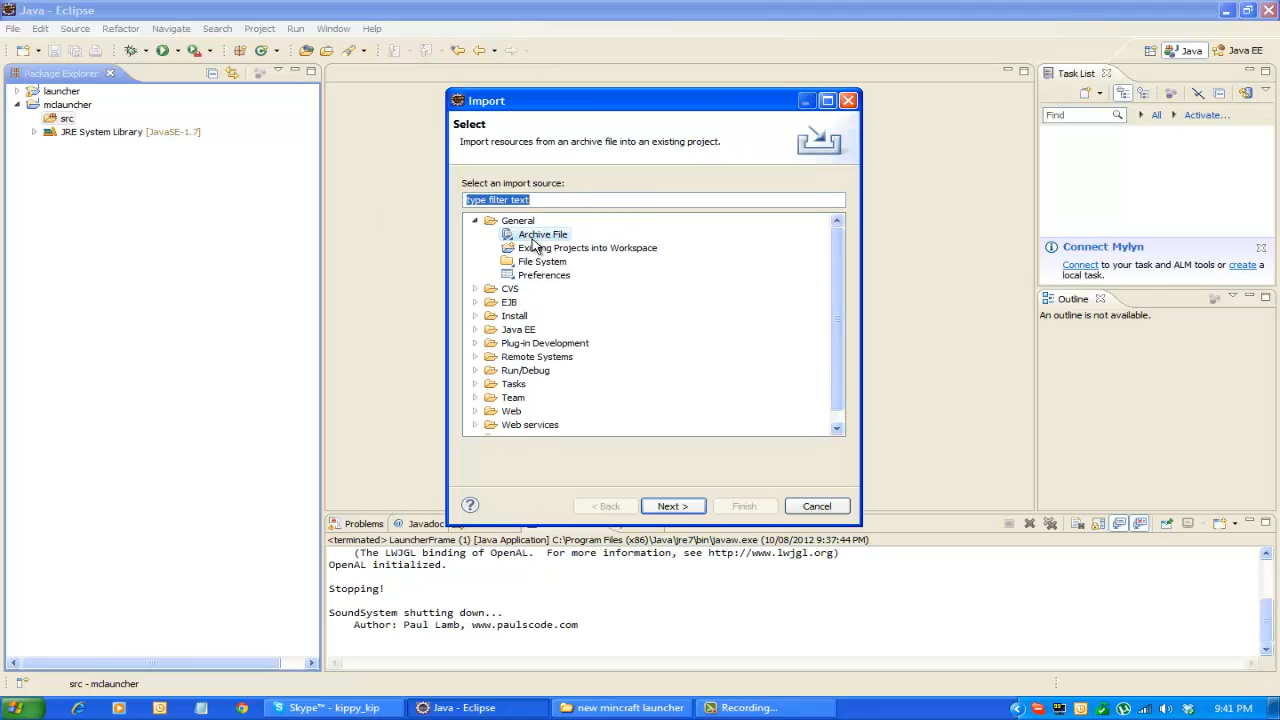 Java - Eclipse
File Edit Source Refactor Navigate Search Project Run Window Help
Java Java EE
Package Explorer
launcher
mclauncher
src
JRE System Library [JavaSE-1.7]
Import
Select
Import resources from an archive file into an existing project.
Select an import source:
type filter text
General
Archive File
Existing Projects into Workspace
File System
Preferences
CVS
EJB
Install
Java EE
Plug-in Development
Remote Systems
Run/Debug
Tasks
Team
Web
Web services
< Back Next > Finish Cancel
Task List
Find All Activate...
Connect Mylyn
Connect to your task and ALM tools or create a
local task.
Outline
An outline is not available.
Problems Javadoc
<terminated> LauncherFrame (1) [Java Application] C:\Program Files (x86)\Java\jre7\bin\javaw.exe (10/08/2012 9:37:44 PM)
(The LWJGL binding of OpenAL. For more information, see http://www.lwjgl.org)
OpenAL initialized.
Stopping!
SoundSystem shutting down...
Author: Paul Lamb, www.paulscode.com
src - mclauncher
start Skype™ - kippy_kip Java - Eclipse new mincraft launcher Recording... 9:41 PM